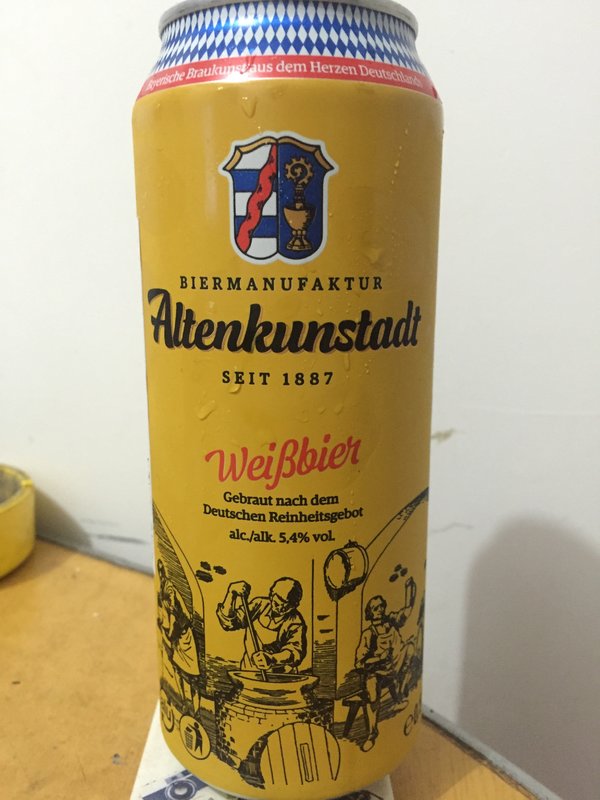 Bayerische Braukunst aus dem Herzen Deutschlands
BIERMANUFAKTUR
Altenkunstadt
SEIT 1887
Weißbier
Gebraut nach dem
Deutschen Reinheitsgebot
alc./alk. 5,4% vol.